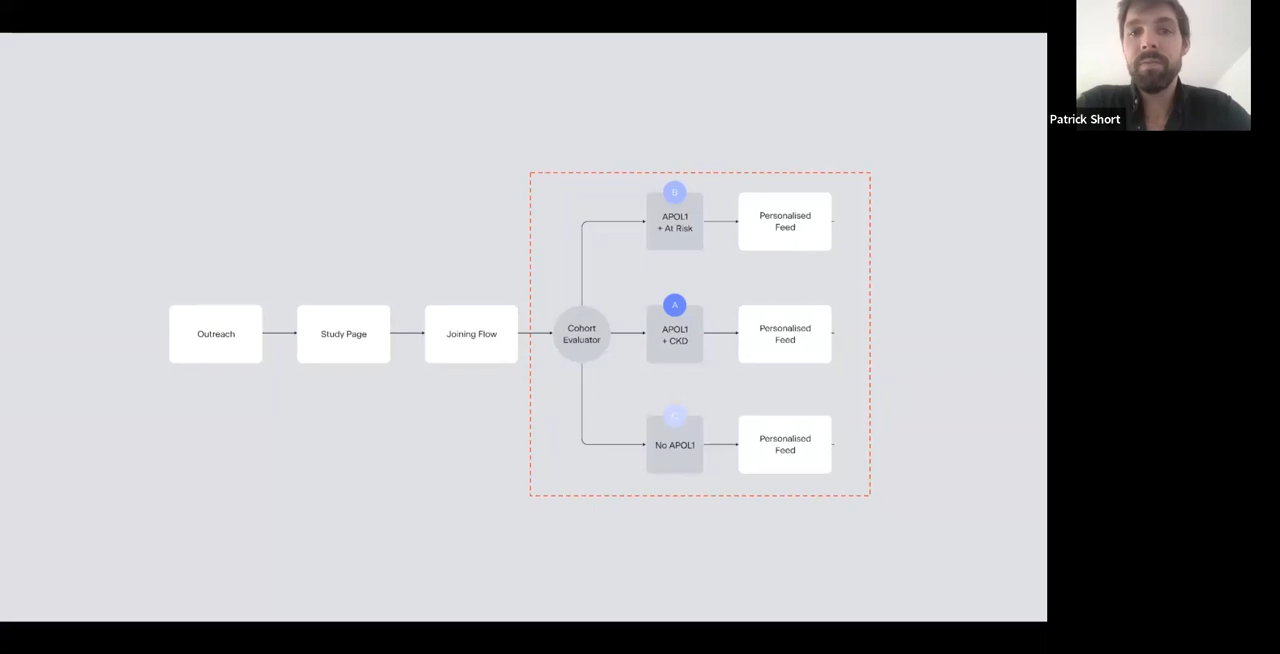 Patrick Short
B
APOL1
+ At Risk
Personalised
Feed
Outreach
Study Page
Joining Flow
Cohort
Evaluator
A
APOL1
+ CKD
Personalised
Feed
C
No APOL1
Personalised
Feed